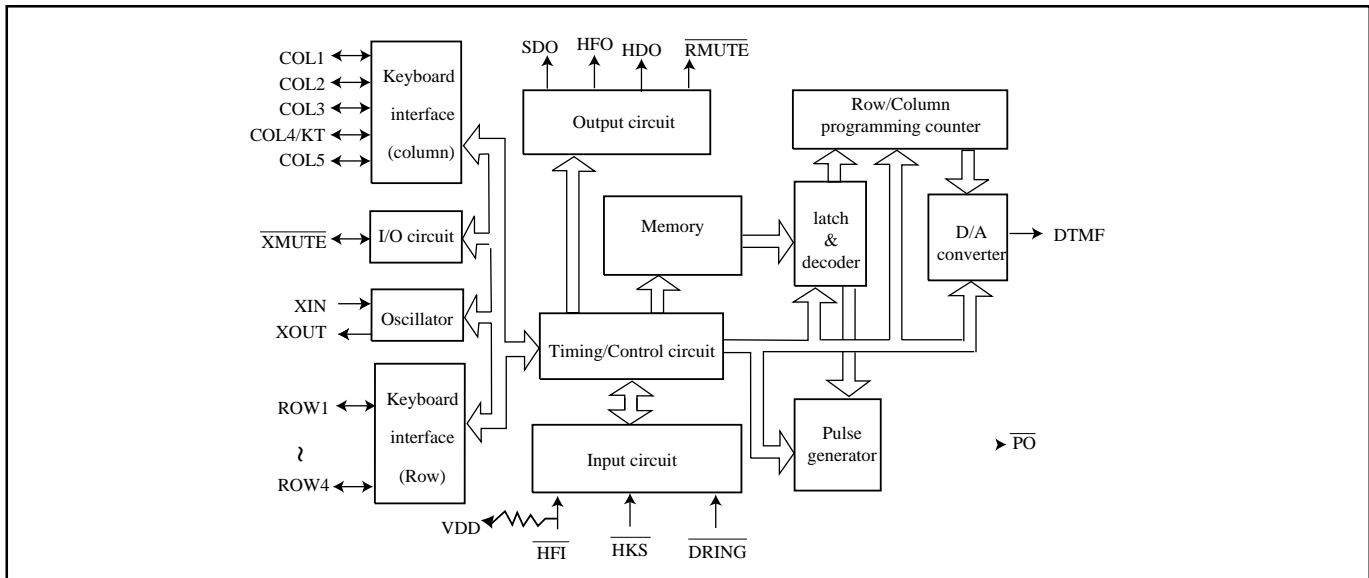 COL1
COL2
COL3
COL4/KT
COL5
Keyboard
interface
(column)
XMUTE
I/O circuit
XIN
XOUT
Oscillator
ROW1
~
ROW4
Keyboard
interface
(Row)
SDO
HFO
HDO
RMUTE
Output circuit
Memory
Timing/Control circuit
Input circuit
VDD
HFI
HKS
DRING
Row/Column
programming counter
latch
&
decoder
D/A
converter
DTMF
Pulse
generator
PO